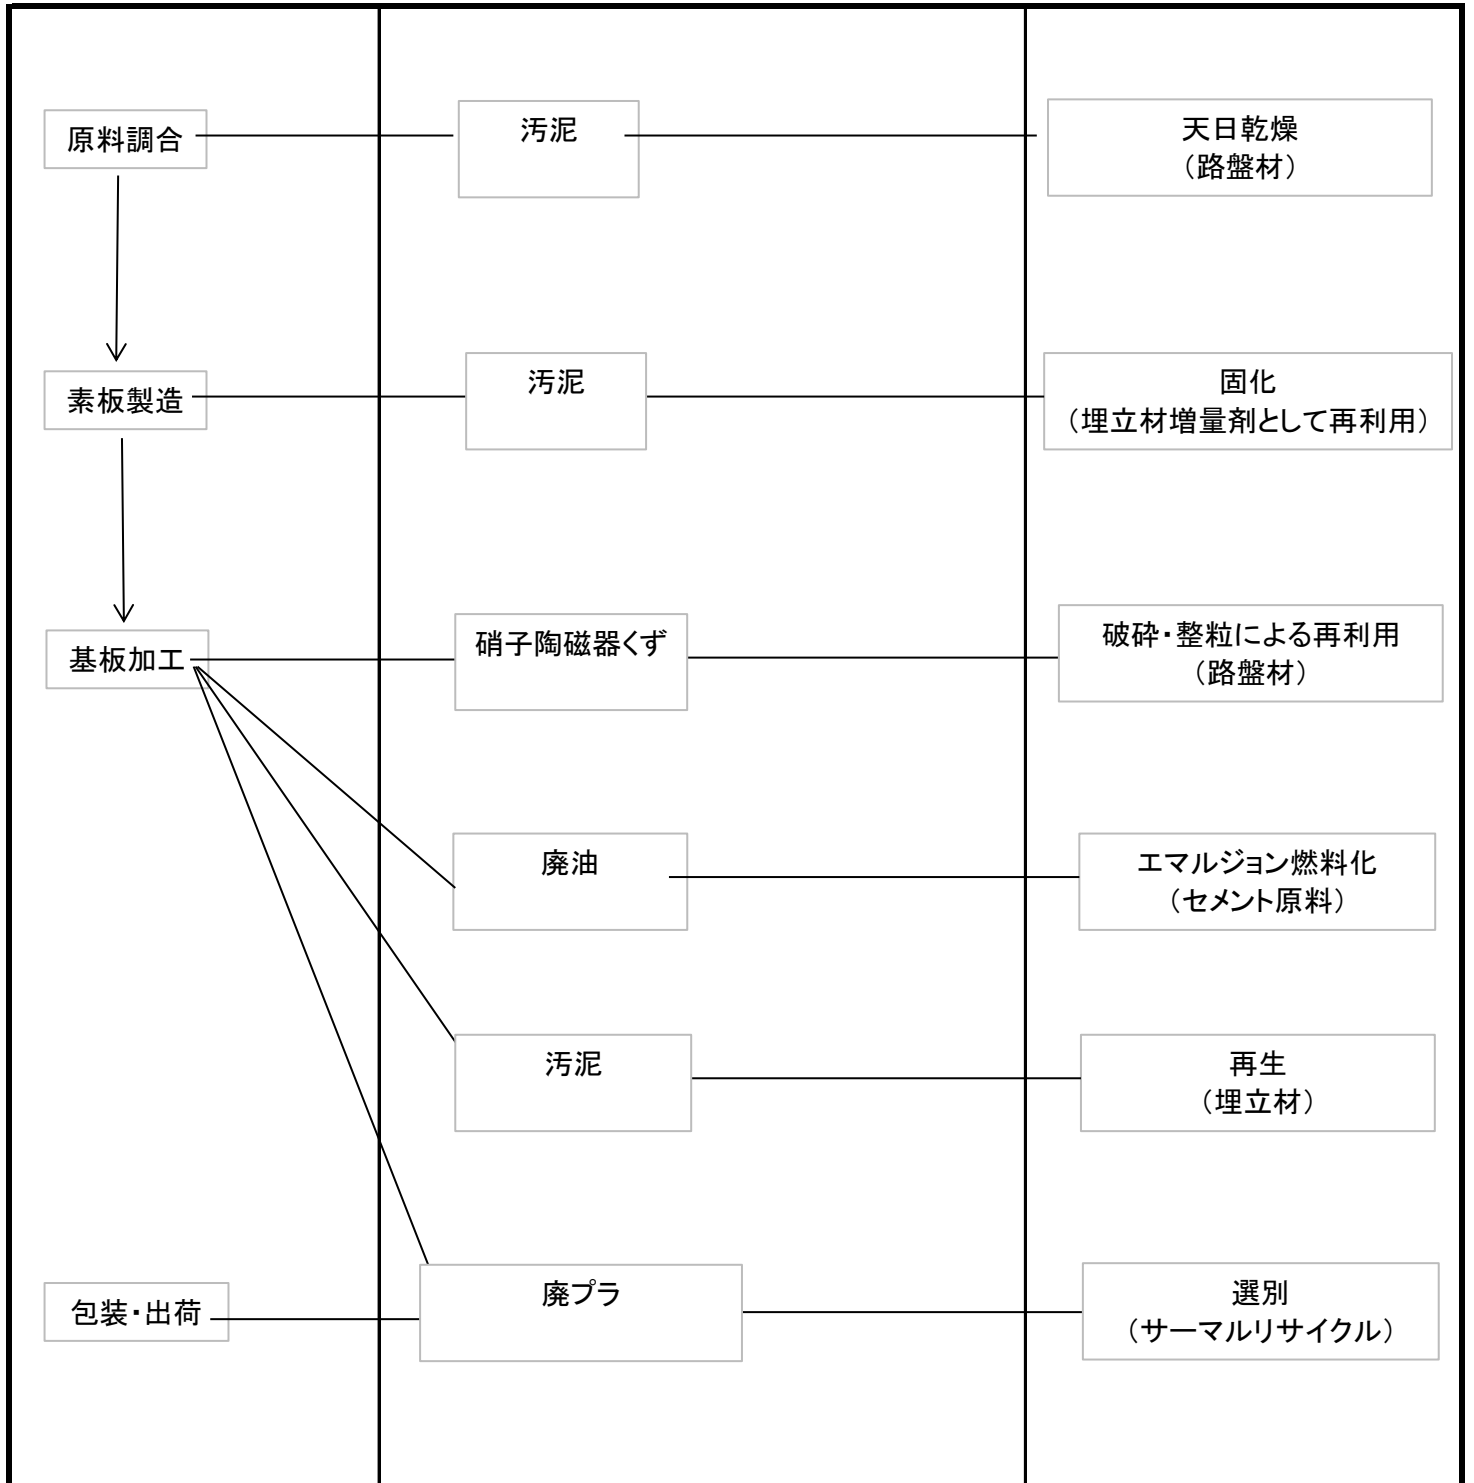 原料調合
汚泥
天日乾燥
（路盤材）
素板製造
汚泥
固化
（埋立材増量剤として再利用）
基板加工
硝子陶磁器くず
破砕・整粒による再利用
（路盤材）
廃油
エマルジョン燃料化
（セメント原料）
汚泥
再生
（埋立材）
包装・出荷
廃プラ
選別
（サーマルリサイクル）